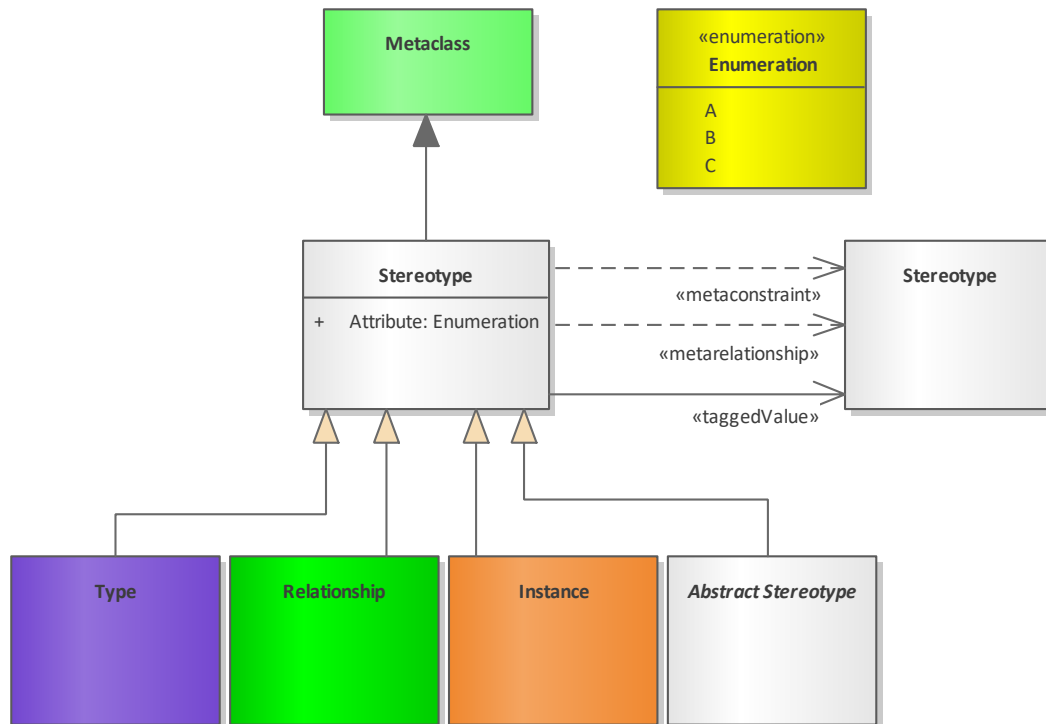 Metaclass
«enumeration»
Enumeration
A
B
C
Stereotype
+ Attribute: Enumeration
«metaconstraint»
«metarelationship»
«taggedValue»
Stereotype
Type
Relationship
Instance
Abstract Stereotype